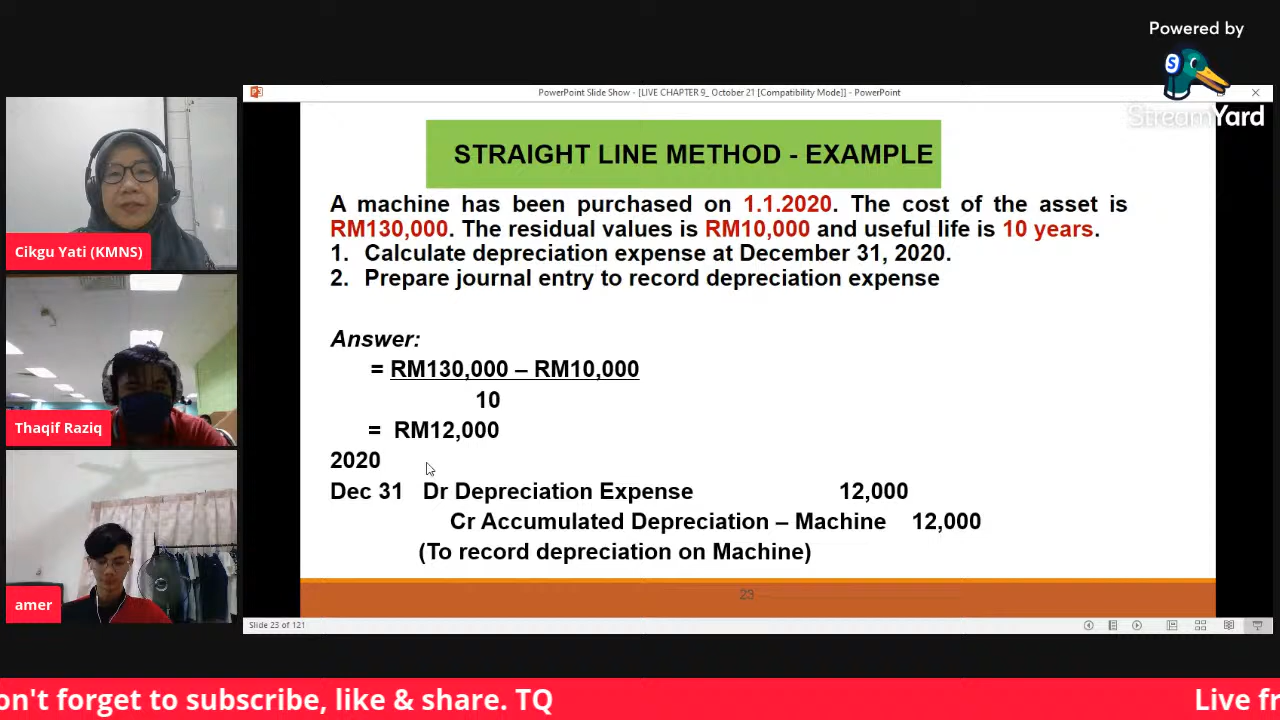 Powered by
S
StreamYard
PowerPoint Slide Show - [LIVE CHAPTER 9_ October 21 [Compatibility Mode]] - PowerPoint
STRAIGHT LINE METHOD - EXAMPLE
A machine has been purchased on 1.1.2020. The cost of the asset is
RM130,000. The residual values is RM10,000 and useful life is 10 years.
1. Calculate depreciation expense at December 31, 2020.
2. Prepare journal entry to record depreciation expense
Answer:
= RM130,000 – RM10,000
10
= RM12,000
2020
Dec 31 Dr Depreciation Expense 12,000
Cr Accumulated Depreciation – Machine 12,000
(To record depreciation on Machine)
23
Slide 23 of 121
Cikgu Yati (KMNS)
Thaqif Raziq
amer
on't forget to subscribe, like & share. TQ
Live fr